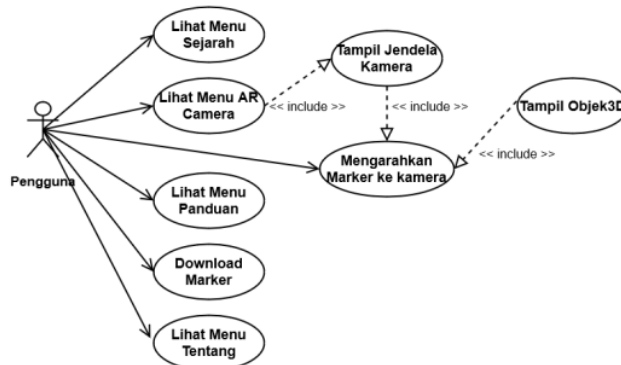 Lihat Menu
Sejarah
Tampil Jendela
Kamera
Lihat Menu AR
Camera
<< include >>
<< include >>
Tampil Objek3D
<< include >>
Mengarahkan
Marker ke kamera
Pengguna
Lihat Menu
Panduan
Download
Marker
Lihat Menu
Tentang